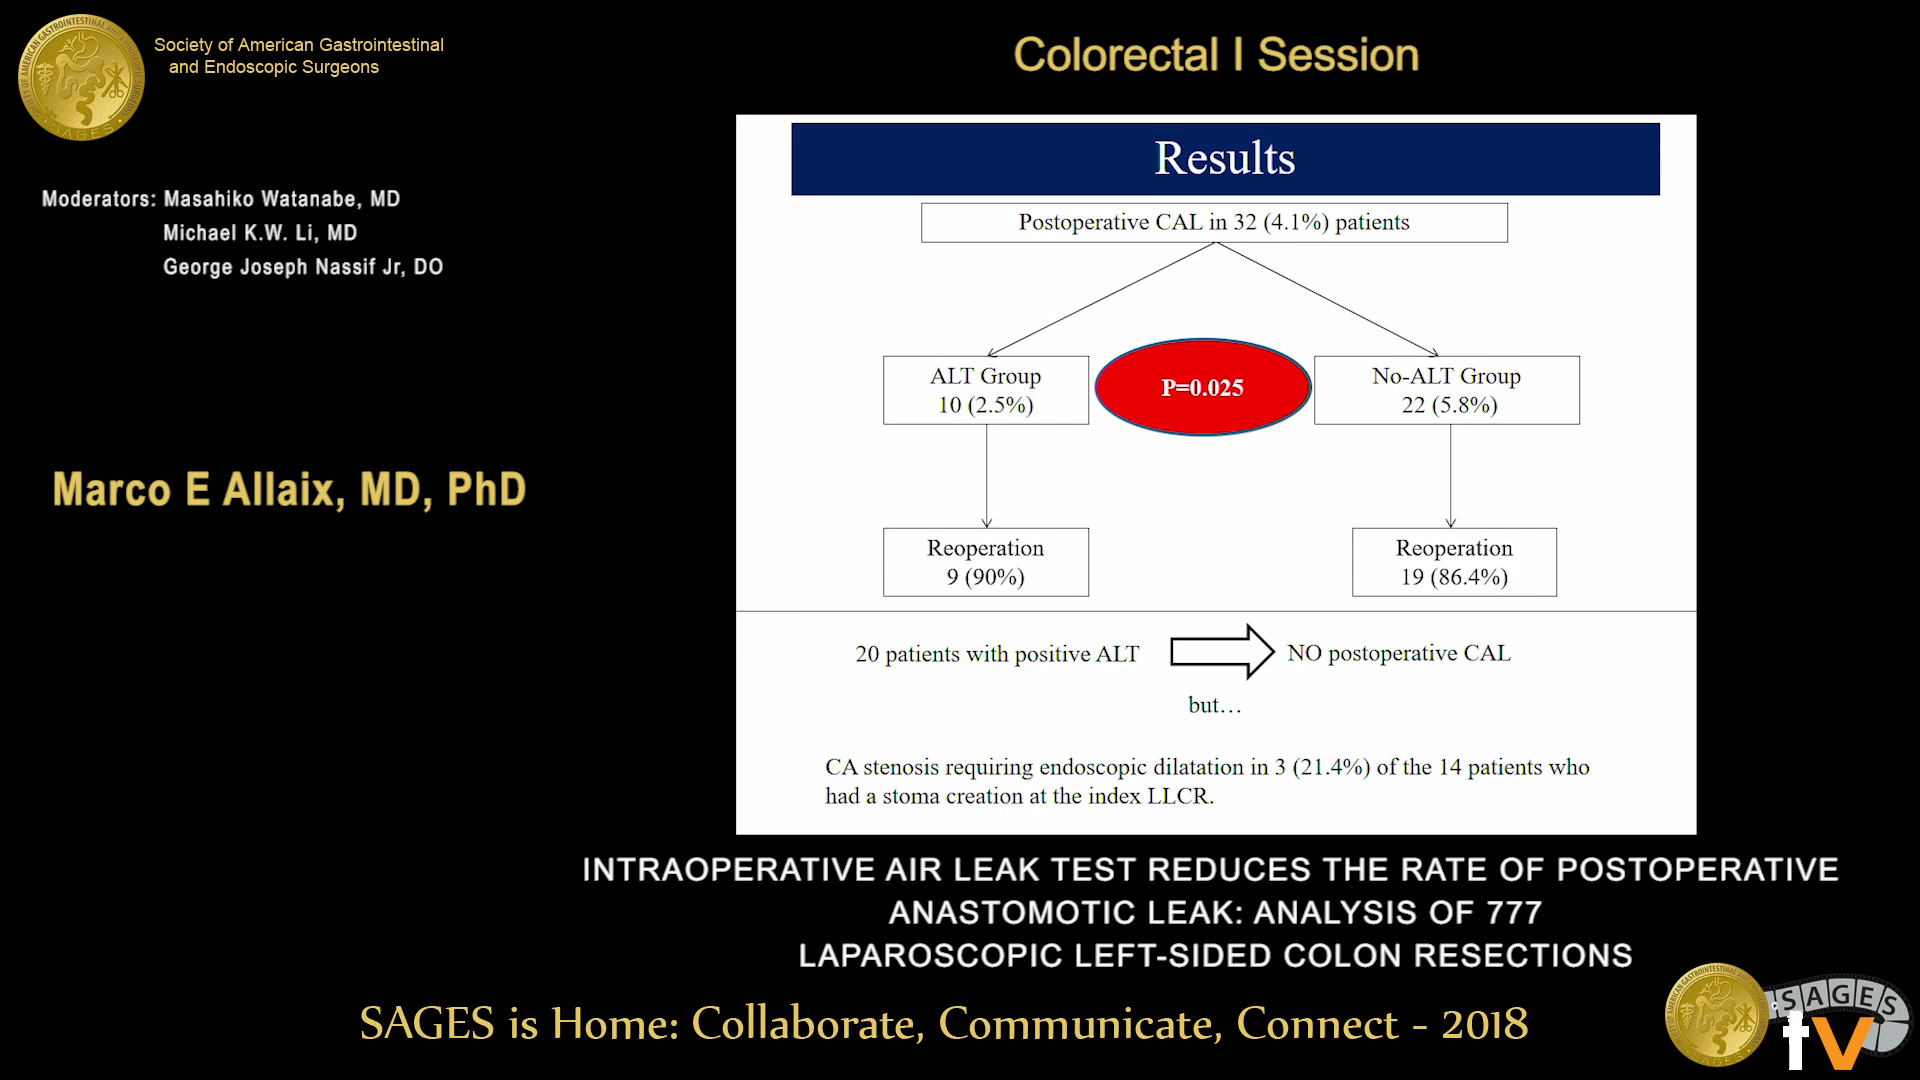 Society of American Gastrointestinal
and Endoscopic Surgeons
Colorectal I Session
Moderators: Masahiko Watanabe, MD
Michael K.W. Li, MD
George Joseph Nassif Jr, DO
Marco E Allaix, MD, PhD
Results
Postoperative CAL in 32 (4.1%) patients
ALT Group
10 (2.5%)
P=0.025
No-ALT Group
22 (5.8%)
Reoperation
9 (90%)
Reoperation
19 (86.4%)
20 patients with positive ALT
NO postoperative CAL
but…
CA stenosis requiring endoscopic dilatation in 3 (21.4%) of the 14 patients who
had a stoma creation at the index LLCR.
INTRAOPERATIVE AIR LEAK TEST REDUCES THE RATE OF POSTOPERATIVE
ANASTOMOTIC LEAK: ANALYSIS OF 777
LAPAROSCOPIC LEFT-SIDED COLON RESECTIONS
SAGES is Home: Collaborate, Communicate, Connect - 2018
SAGES
tv
SAGES